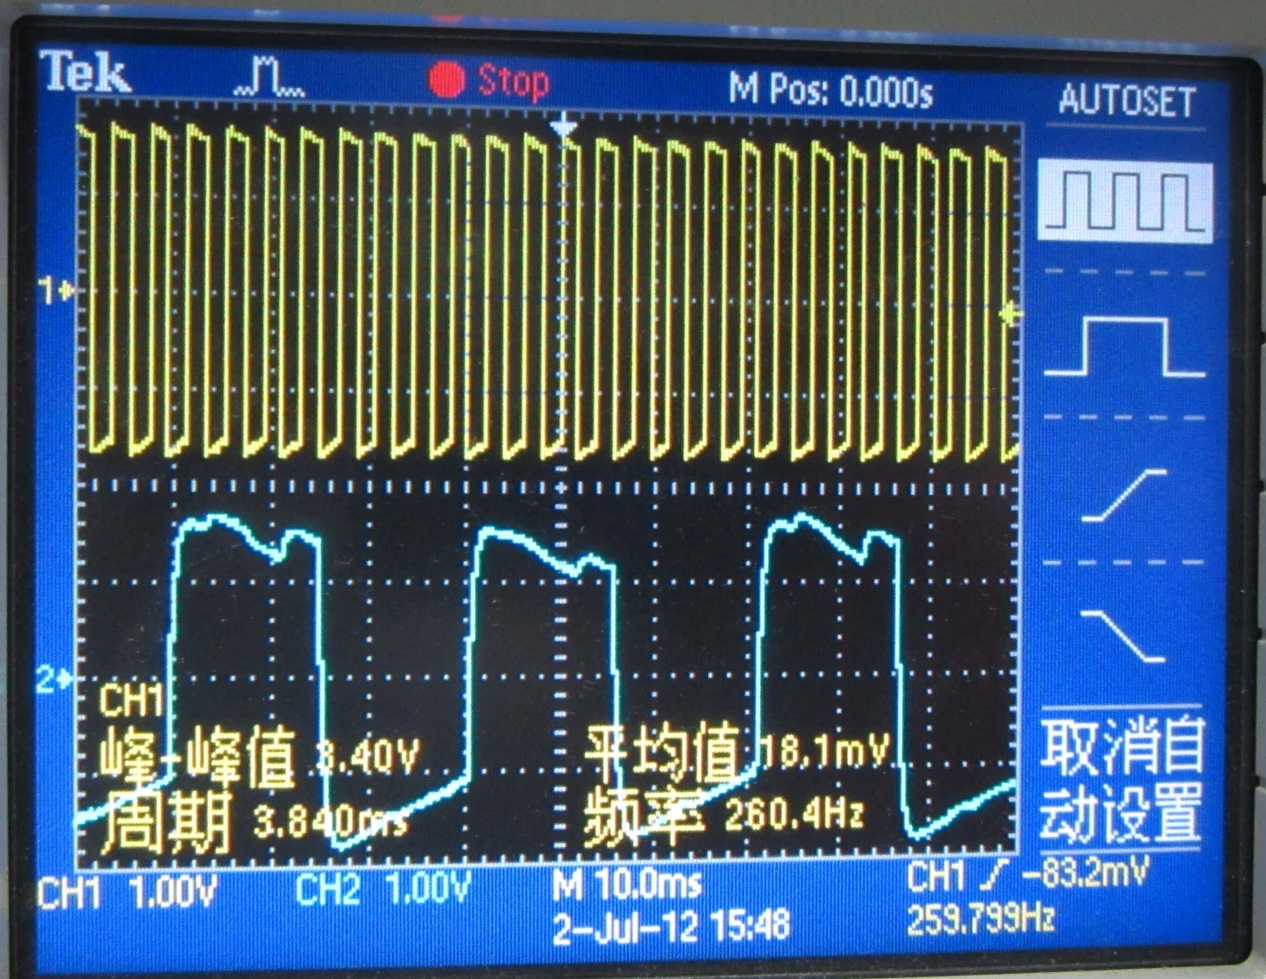 Tek Stop M Pos: 0.000s AUTOSET
1
2
CH1
峰-峰值 3.40V 平均值 18.1mV
周期 3.840ms 频率 260.4Hz
取消自
动设置
CH1 1.00V CH2 1.00V M 10.0ms CH1 -83.2mV
2-Jul-12 15:48 259.799Hz